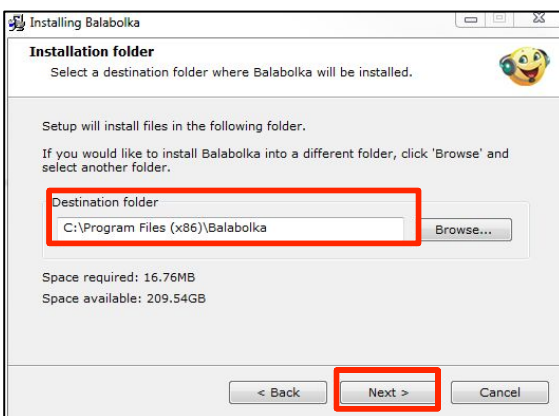 Installing Balabolka
Installation folder
Select a destination folder where Balabolka will be installed.
Setup will install files in the following folder.
If you would like to install Balabolka into a different folder, click 'Browse' and
select another folder.
Destination folder
C:\Program Files (x86)\Balabolka
Browse...
Space required: 16.76MB
Space available: 209.54GB
< Back
Next >
Cancel